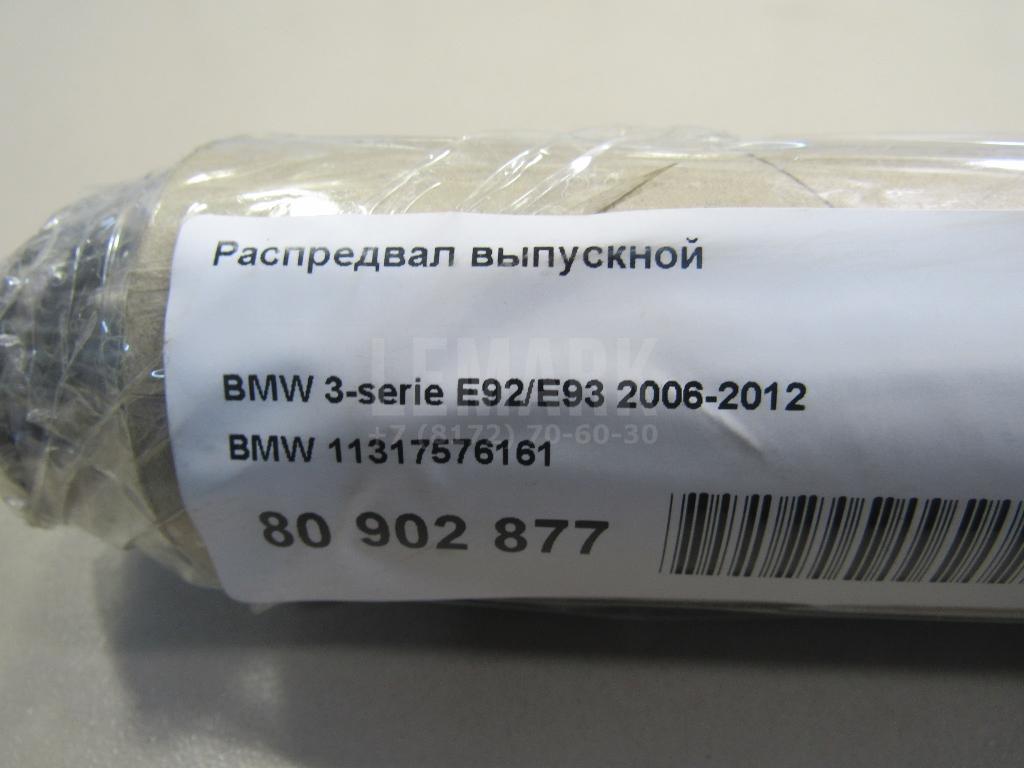 Распредвал выпускной
LEMARK
BMW 3-serie E92/E93 2006-2012
+7 (8172) 70-60-30
BMW 11317576161
80 902 877